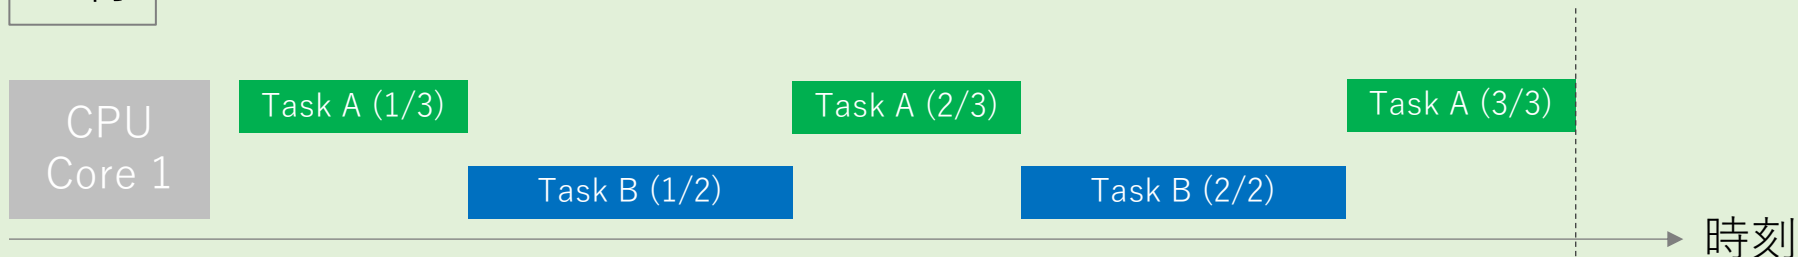 CPU
Core 1
Task A (1/3)
Task A (2/3)
Task A (3/3)
Task B (1/2)
Task B (2/2)
時刻